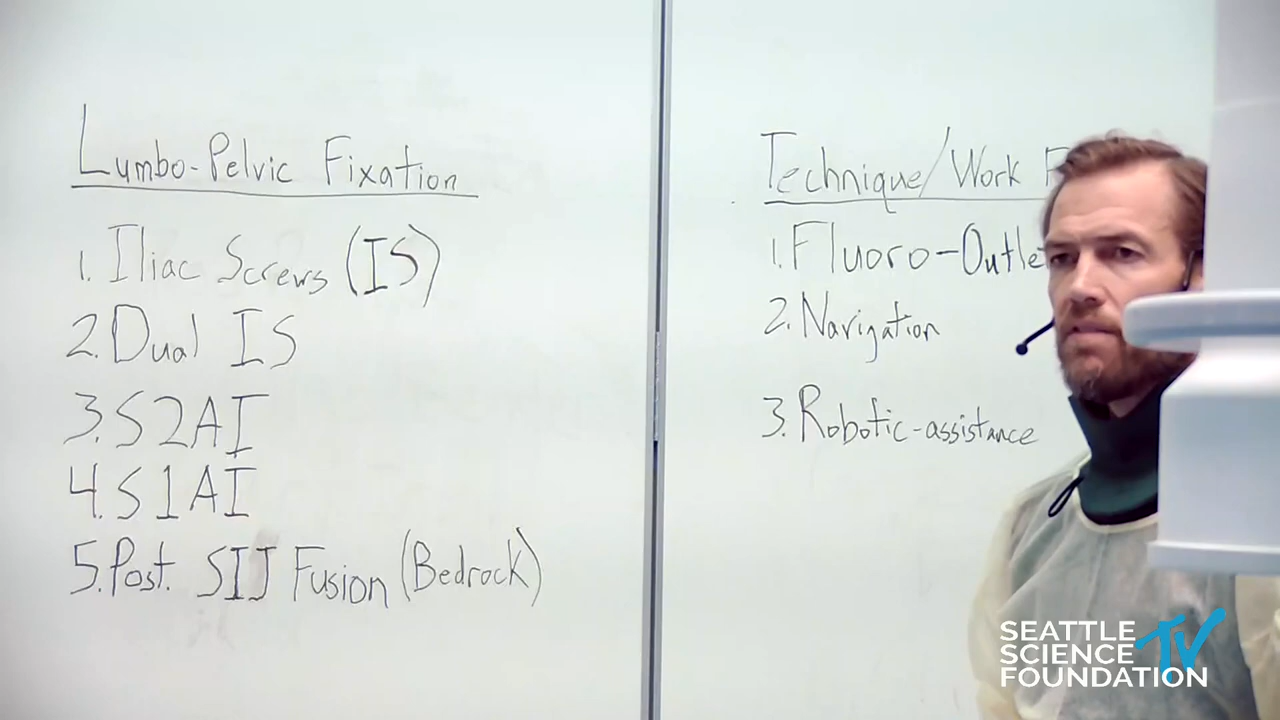 Lumbo-Pelvic Fixation
1. Iliac Screws (IS)
2. Dual IS
3. S2AI
4. S1AI
5. Post. SIJ Fusion (Bedrock)
Technique/Work
1. Fluoro-Outle
2. Navigation
3. Robotic-assistance
SEATTLE
SCIENCE TV
FOUNDATION